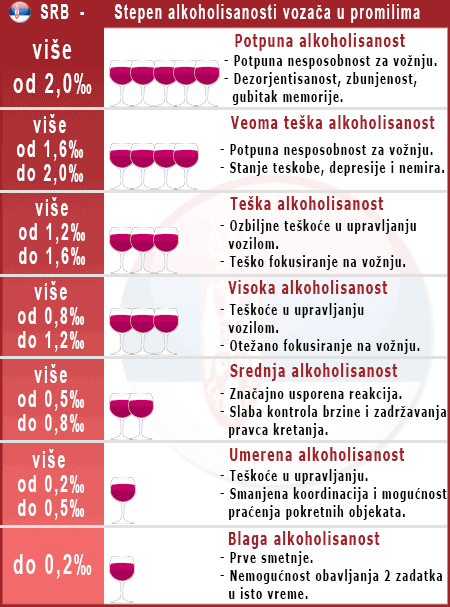 SRB - Stepen alkoholisanosti vozača u promilima
više
od 2,0‰
Potpuna alkoholisanost
- Potpuna nesposobnost za vožnju.
- Dezorjentisanost, zbunjenost,
gubitak memorije.
više
od 1,6‰
do 2,0‰
Veoma teška alkoholisanost
- Potpuna nesposobnost za vožnju.
- Stanje teskobe, depresije i nemira.
više
od 1,2‰
do 1,6‰
Teška alkoholisanost
- Ozbiljne teškoće u upravljanju
vozilom.
- Teško fokusiranje na vožnju.
više
od 0,8‰
do 1,2‰
Visoka alkoholisanost
- Teškoće u upravljanju
vozilom.
- Otežano fokusiranje na vožnju.
više
od 0,5‰
do 0,8‰
Srednja alkoholisanost
- Značajno usporena reakcija.
- Slaba kontrola brzine i zadržavanja
pravca kretanja.
više
od 0,2‰
do 0,5‰
Umerena alkoholisanost
- Teškoće u upravljanju.
- Smanjena koordinacija i mogućnost
praćenja pokretnih objekata.
do 0,2‰
Blaga alkoholisanost
- Prve smetnje.
- Nemogućnost obavljanja 2 zadatka
u isto vreme.